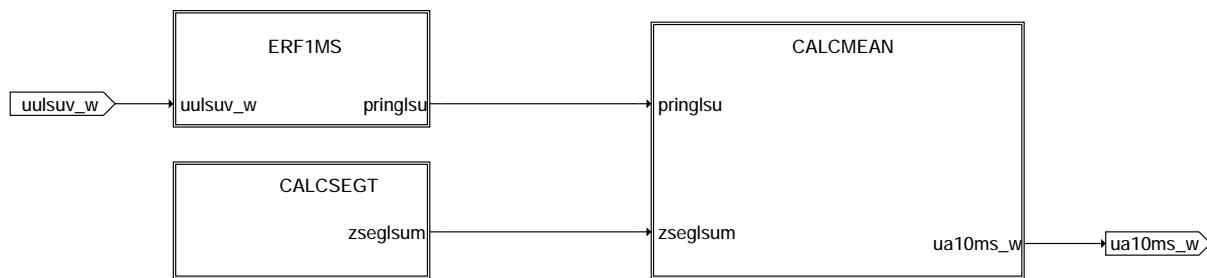 ERF1MS
CALCMEAN
uulsuv_w
uulsuv_w
pringlsu
pringlsu
CALCSEGT
zseglsum
zseglsum
ua10ms_w
ua10ms_w